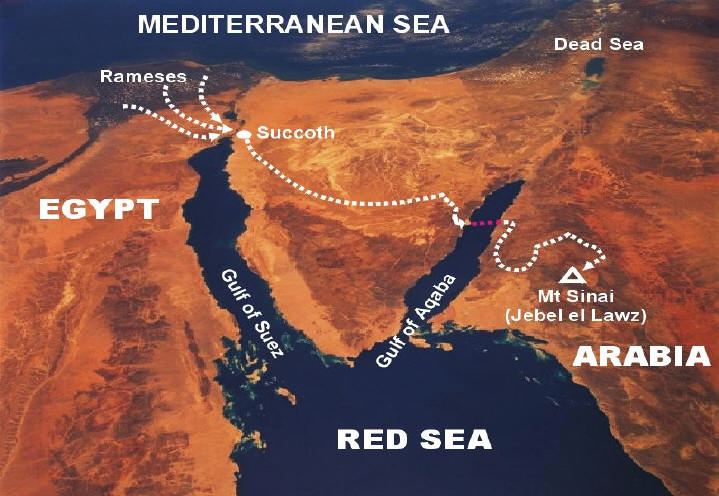 MEDITERRANEAN SEA
Dead Sea
Rameses
Succoth
EGYPT
Gulf of Suez
Gulf of Aqaba
Mt Sinai
(Jebel el Lawz)
ARABIA
RED SEA